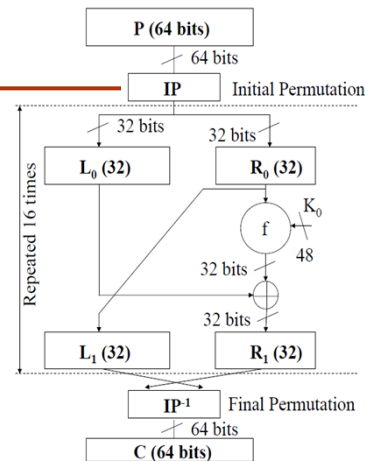 P (64 bits)
64 bits
IP Initial Permutation
32 bits 32 bits
L₀ (32) R₀ (32)
K₀
f
48
32 bits
32 bits
Repeated 16 times
L₁ (32) R₁ (32)
IP⁻¹ Final Permutation
64 bits
C (64 bits)